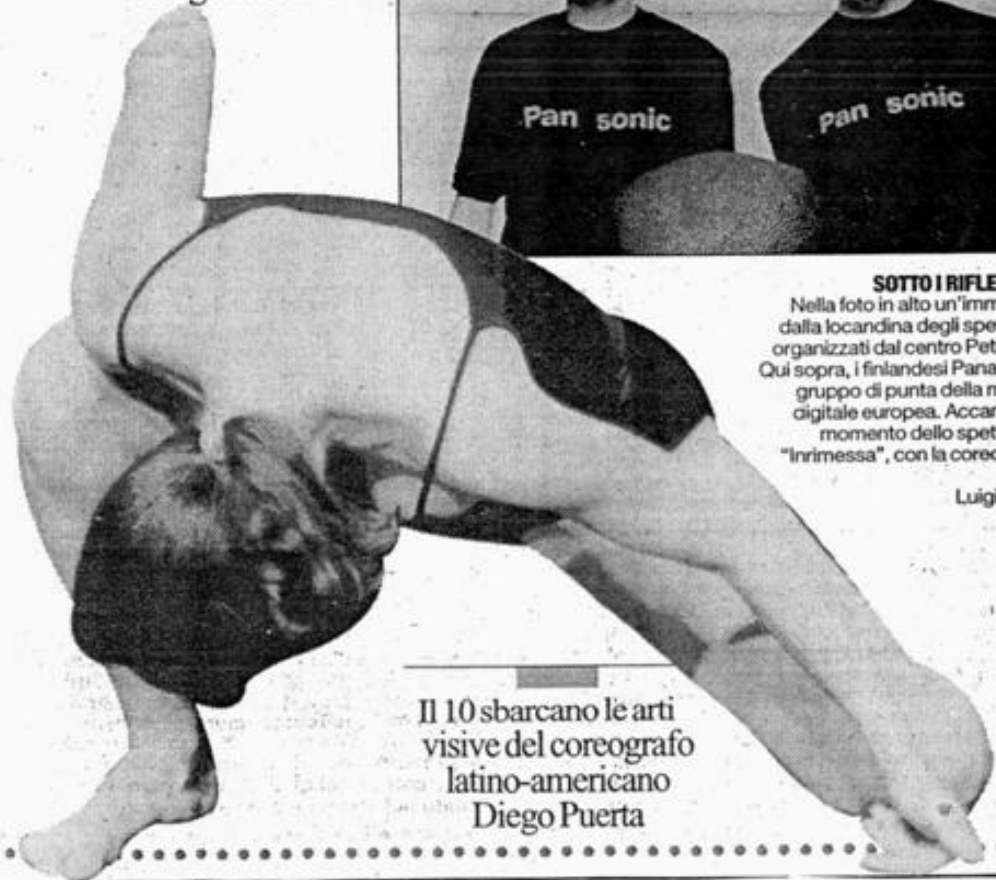 Pan sonic
Pan sonic
SOTTO I RIFLE
Nella foto in alto un'imm
dalla locandina degli spe
organizzati dal centro Pet
Qui sopra, i finlandesi Pana
gruppo di punta della
digitale europea.
momento dello spet
"Inrimessa", con la
Luigi
Il 10 sbarcano le arti
visive del coreografo
latino-americano
Diego Puerta